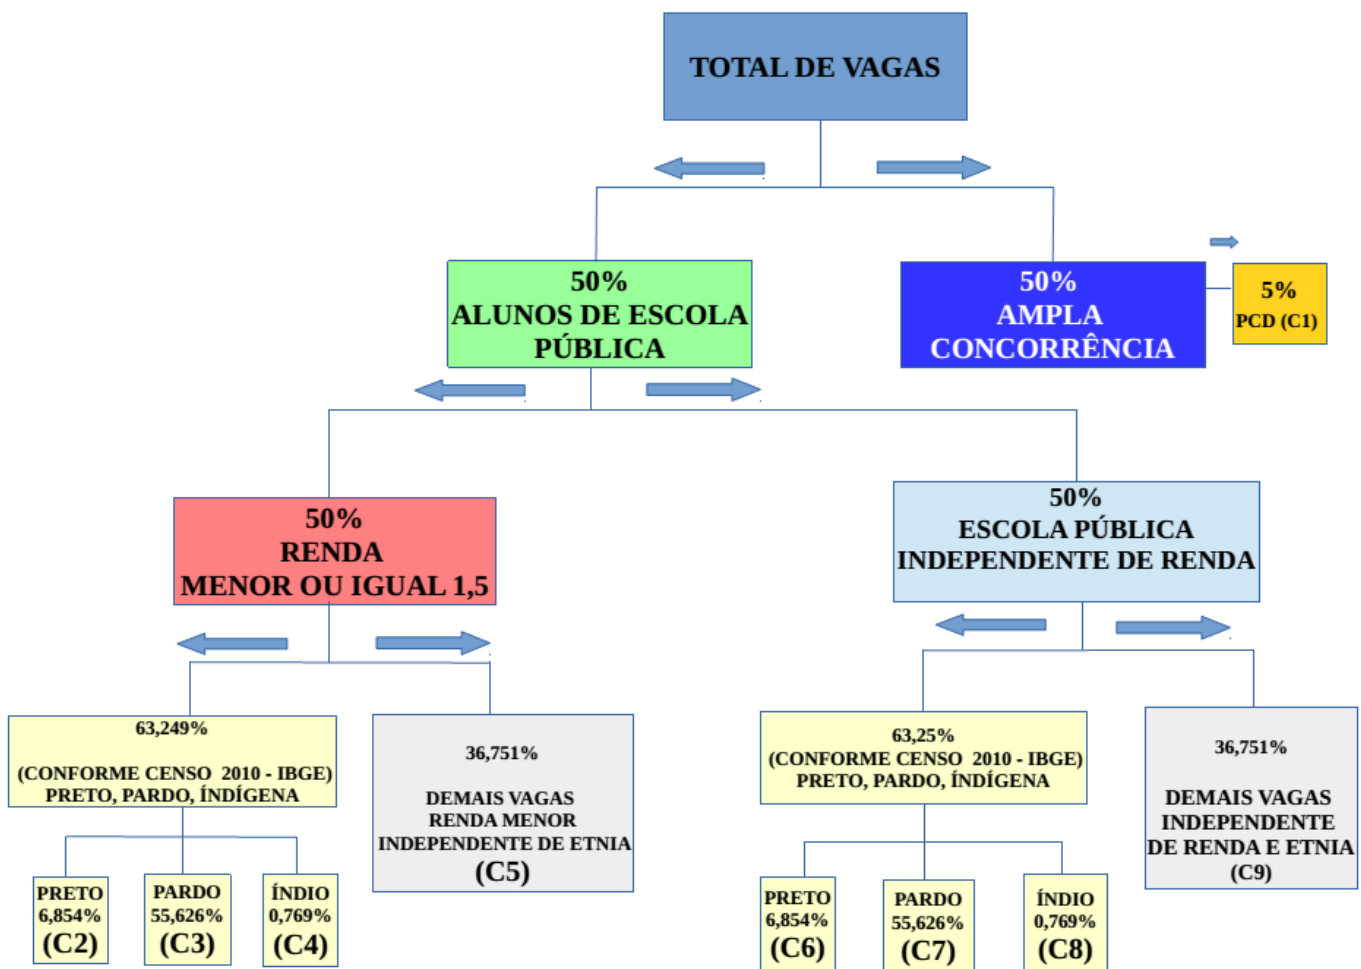 TOTAL DE VAGAS
50%
ALUNOS DE ESCOLA
PÚBLICA
50%
AMPLA
CONCORRÊNCIA
5%
PCD (C1)
50%
RENDA
MENOR OU IGUAL 1,5
50%
ESCOLA PÚBLICA
INDEPENDENTE DE RENDA
63,249%
(CONFORME CENSO 2010 - IBGE)
PRETO, PARDO, ÍNDÍGENA
36,751%
DEMAIS VAGAS
RENDA MENOR
INDEPENDENTE DE ETNIA
(C5)
63,25%
(CONFORME CENSO 2010 - IBGE)
PRETO, PARDO, ÍNDÍGENA
36,751%
DEMAIS VAGAS
INDEPENDENTE
DE RENDA E ETNIA
(C9)
PRETO
6,854%
(C2)
PARDO
55,626%
(C3)
ÍNDIO
0,769%
(C4)
PRETO
6,854%
(C6)
PARDO
55,626%
(C7)
ÍNDIO
0,769%
(C8)